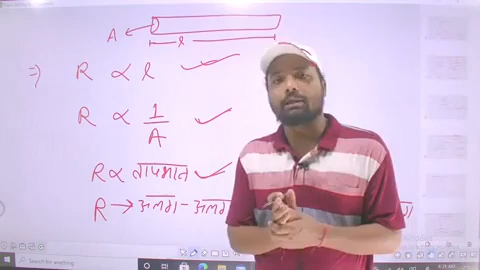 A
l
⇒ R ∝ l
R ∝ 1/A
R ∝ तापमान
R → अलग - अलग
Search for anything